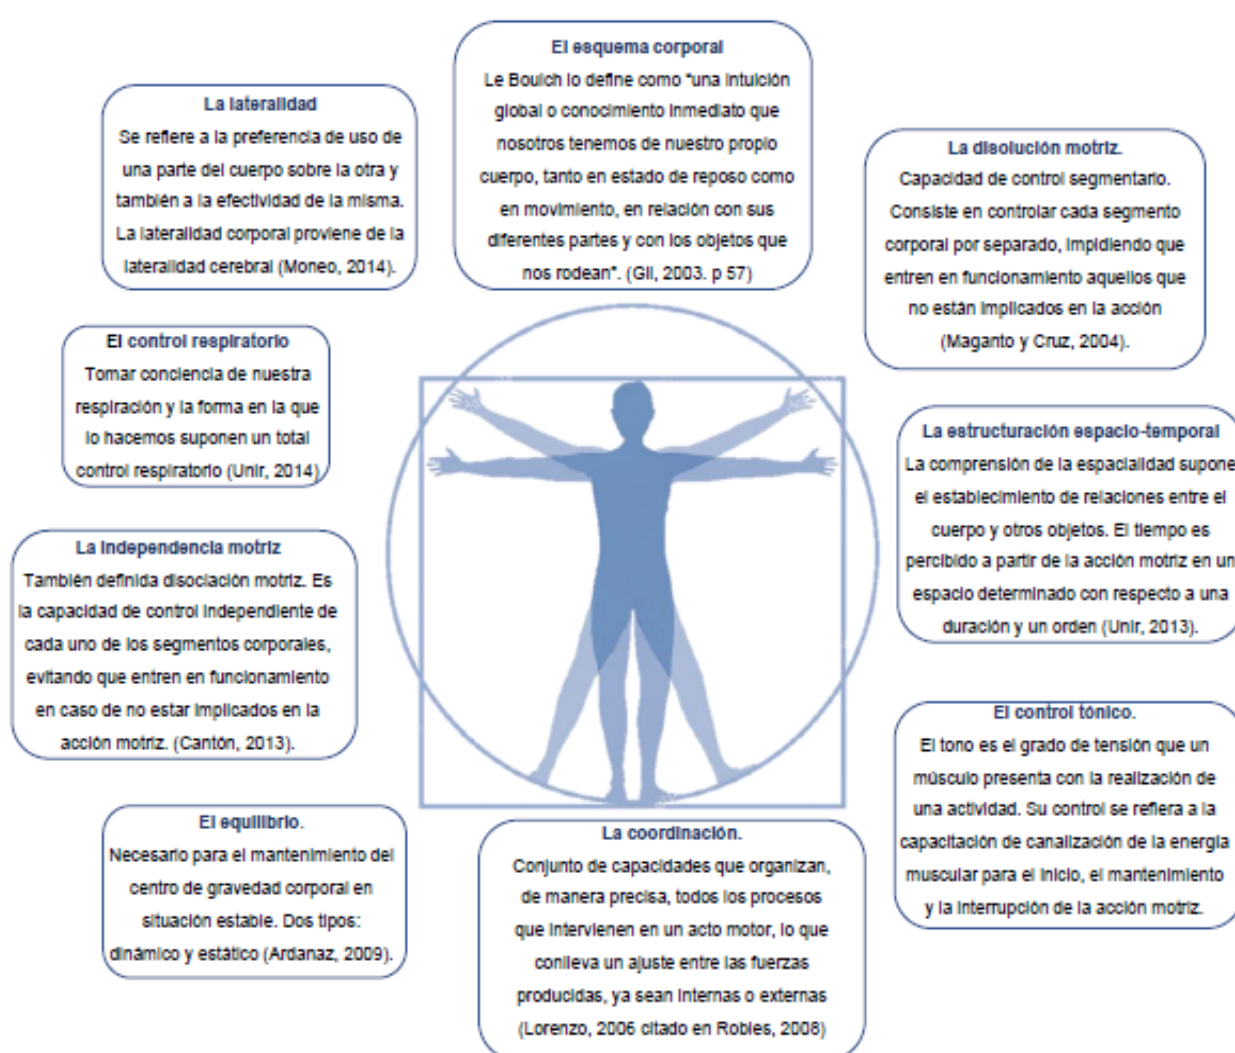 El esquema corporal
Le Boulch lo define como "una intuición
global o conocimiento inmediato que
nosotros tenemos de nuestro propio
cuerpo, tanto en estado de reposo como
en movimiento, en relación con sus
diferentes partes y con los objetos que
nos rodean". (Gil, 2003. p 57)
La lateralidad
Se refiere a la preferencia de uso de
una parte del cuerpo sobre la otra y
también a la efectividad de la misma.
La lateralidad corporal proviene de la
lateralidad cerebral (Moneo, 2014).
La disolución motriz.
Capacidad de control segmentario.
Consiste en controlar cada segmento
corporal por separado, impidiendo que
entren en funcionamiento aquellos que
no están implicados en la acción
(Maganto y Cruz, 2004).
El control respiratorio
Tomar conciencia de nuestra
respiración y la forma en la que
lo hacemos suponen un total
control respiratorio (Unir, 2014)
La estructuración espacio-temporal
La comprensión de la espacialidad supone
el establecimiento de relaciones entre el
cuerpo y otros objetos. El tiempo es
percibido a partir de la acción motriz en un
espacio determinado con respecto a una
duración y un orden (Unir, 2013).
La independencia motriz
También definida disociación motriz. Es
la capacidad de control independiente de
cada uno de los segmentos corporales,
evitando que entren en funcionamiento
en caso de no estar implicados en la
acción motriz. (Cantón, 2013).
El control tónico.
El tono es el grado de tensión que un
músculo presenta con la realización de
una actividad. Su control se refiera a la
capacitación de canalización de la energía
muscular para el inicio, el mantenimiento
y la interrupción de la acción motriz.
El equilibrio.
Necesario para el mantenimiento del
centro de gravedad corporal en
situación estable. Dos tipos:
dinámico y estático (Ardanaz, 2009).
La coordinación.
Conjunto de capacidades que organizan,
de manera precisa, todos los procesos
que intervienen en un acto motor, lo que
conlleva un ajuste entre las fuerzas
producidas, ya sean internas o externas
(Lorenzo, 2006 citado en Robles, 2008)